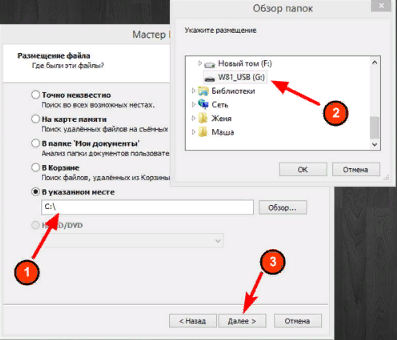 Обзор папок
Укажите размещение
Новый том (F:)
W81_USB (G:)
Библиотеки
Сеть
Женя
Маша
OK
Отмена
Мастер
Размещение файла
Где были эти файлы?
Точно неизвестно
Поиск во всех возможных местах.
На карте памяти
Поиск удалённых файлов на съёмных
В папке 'Мои документы'
Анализ папки документов пользовате
В Корзине
Поиск файлов, удалённых из Корзины
В указанном месте
C:\
Обзор...
D/DVD
1
2
3
< Назад
Далее >
Отмена